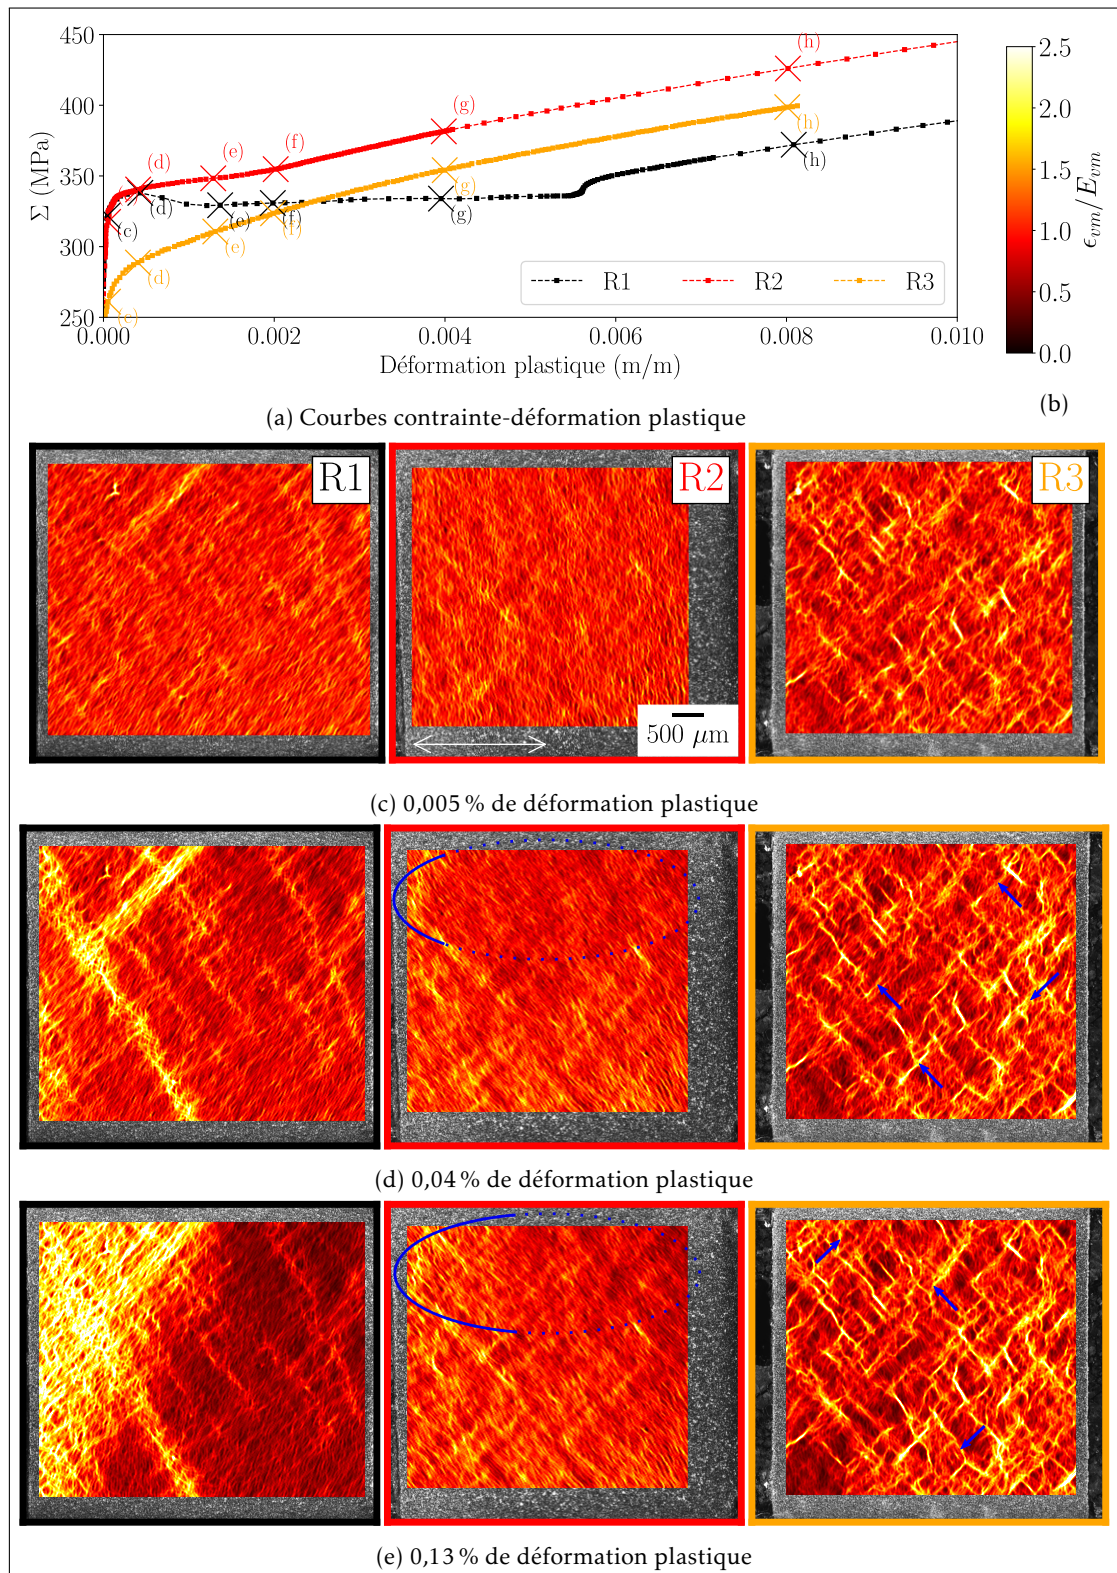 450
400
350
300
250
Σ (MPa)
(c)
(d)
(e)
(f)
(g)
(h)
(d)
(e)
(f)
(g)
(h)
(c)
(d)
(e)
(f)
(g)
(h)
R1 R2 R3
0.000 0.002 0.004 0.006 0.008 0.010
Déformation plastique (m/m)
2.5
2.0
1.5
1.0
0.5
0.0
ϵvm/Evm
(a) Courbes contrainte-déformation plastique
(b)
R1
R2
R3
500 µm
(c) 0,005 % de déformation plastique
(d) 0,04 % de déformation plastique
(e) 0,13 % de déformation plastique